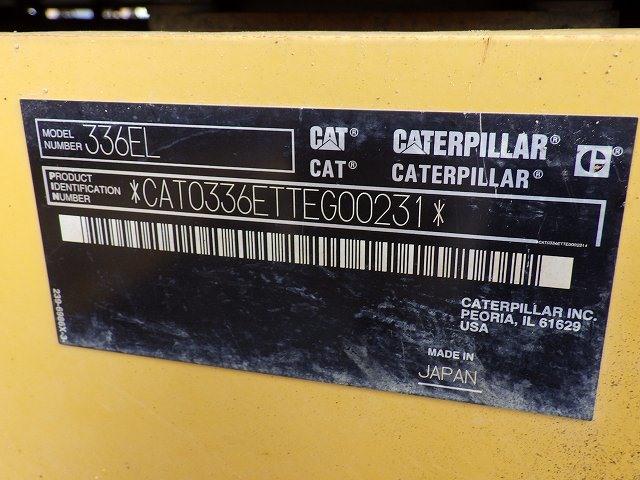 MODEL NUMBER 336EL
CAT® CATERPILLAR®
CAT® CATERPILLAR®
PRODUCT IDENTIFICATION NUMBER *CAT0336ETTEG00231*
CAT0336ETTEG00231
CATERPILLAR INC.
PEORIA, IL 61629
USA
MADE IN
JAPAN